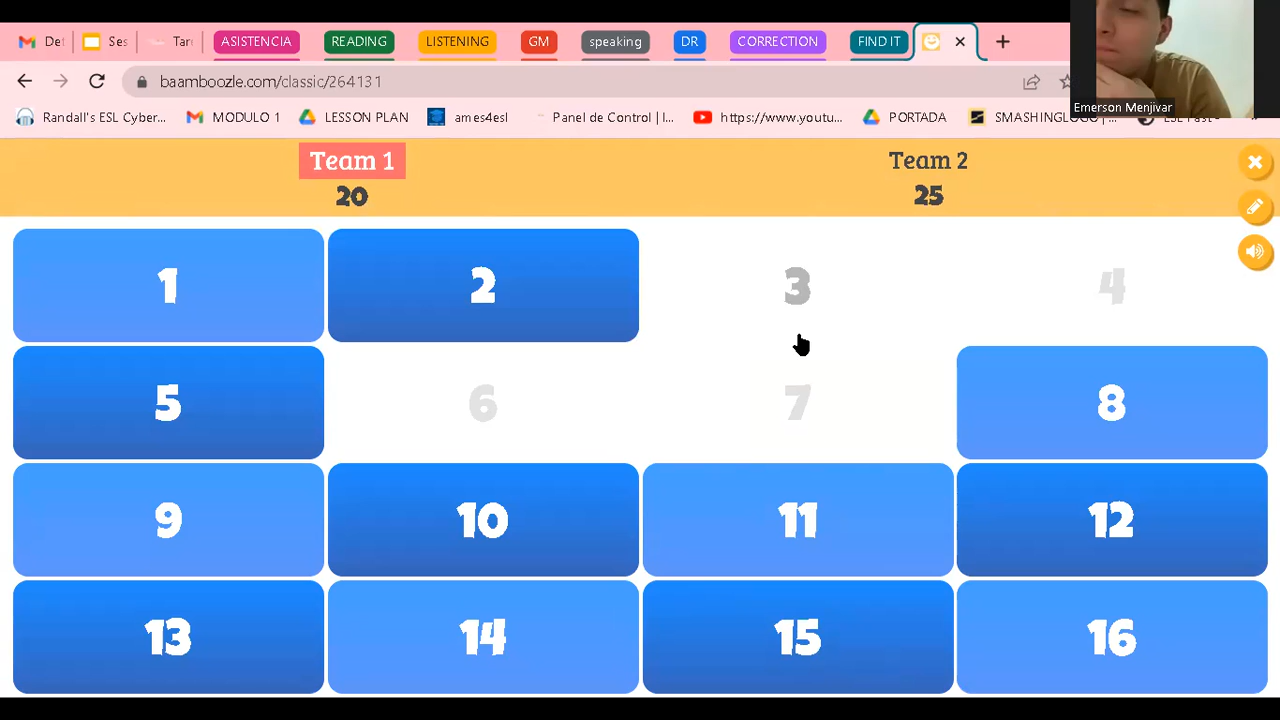 Det Ses Tar ASISTENCIA READING LISTENING GM speaking DR CORRECTION FIND IT
baamboozle.com/classic/264131
Emerson Menjivar
Randall's ESL Cyber... MODULO 1 LESSON PLAN ames4esl Panel de Control | I... https://www.youtu... PORTADA SMASHINGLOGO | ...
Team 1 Team 2
20 25
1 2 3 4
5 6 7 8
9 10 11 12
13 14 15 16